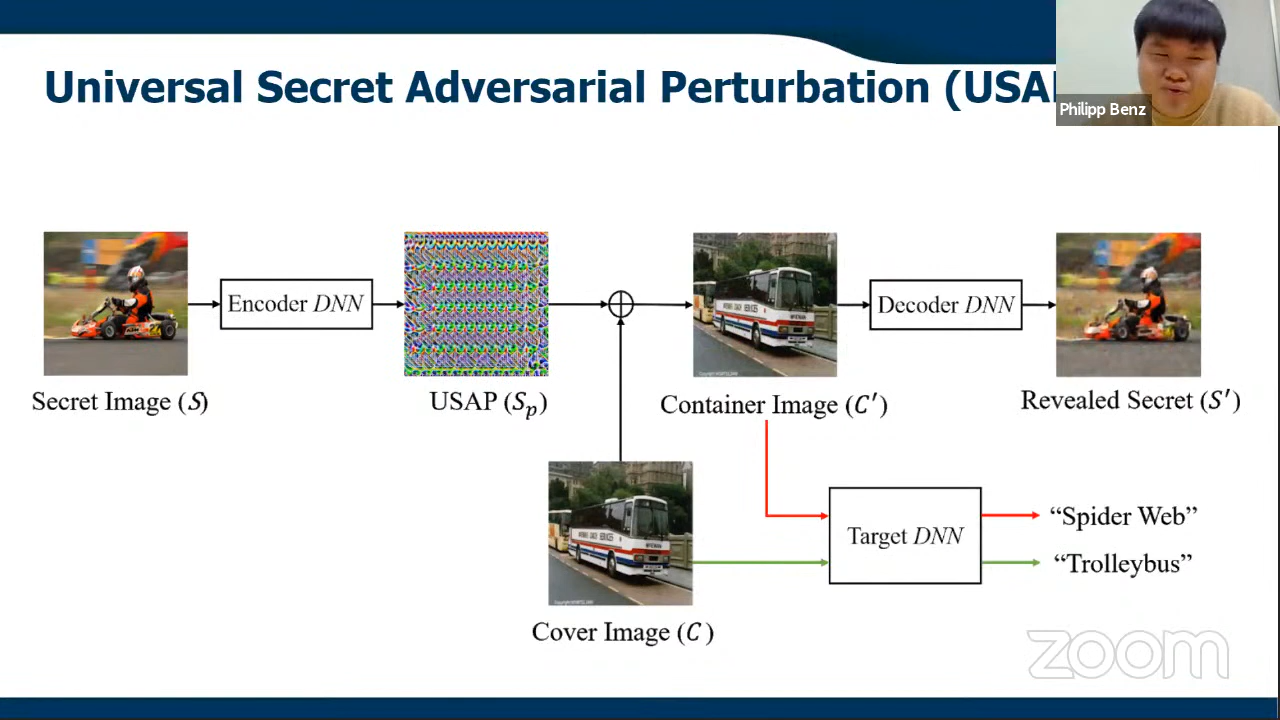 Universal Secret Adversarial Perturbation (USA
Philipp Benz
Encoder DNN
Decoder DNN
Secret Image (S)
USAP (Sₚ)
Container Image (C′)
Revealed Secret (S′)
Target DNN
“Spider Web”
“Trolleybus”
Cover Image (C)
zoom